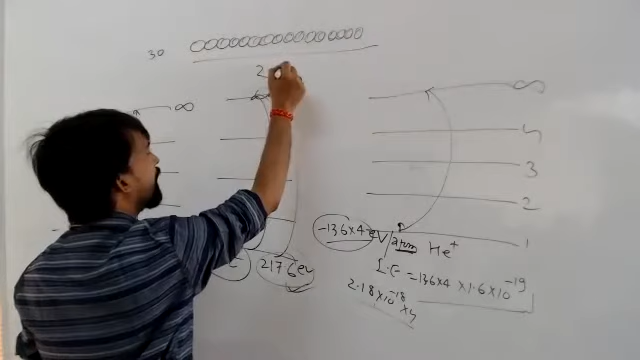 30
2
∞
∞
4
3
2
-13.6×4 eV/atom He⁺ 1
217.6ev
I.E = -13.6×4 ×1.6×10⁻¹⁹
2.18×10⁻¹⁸ ×4